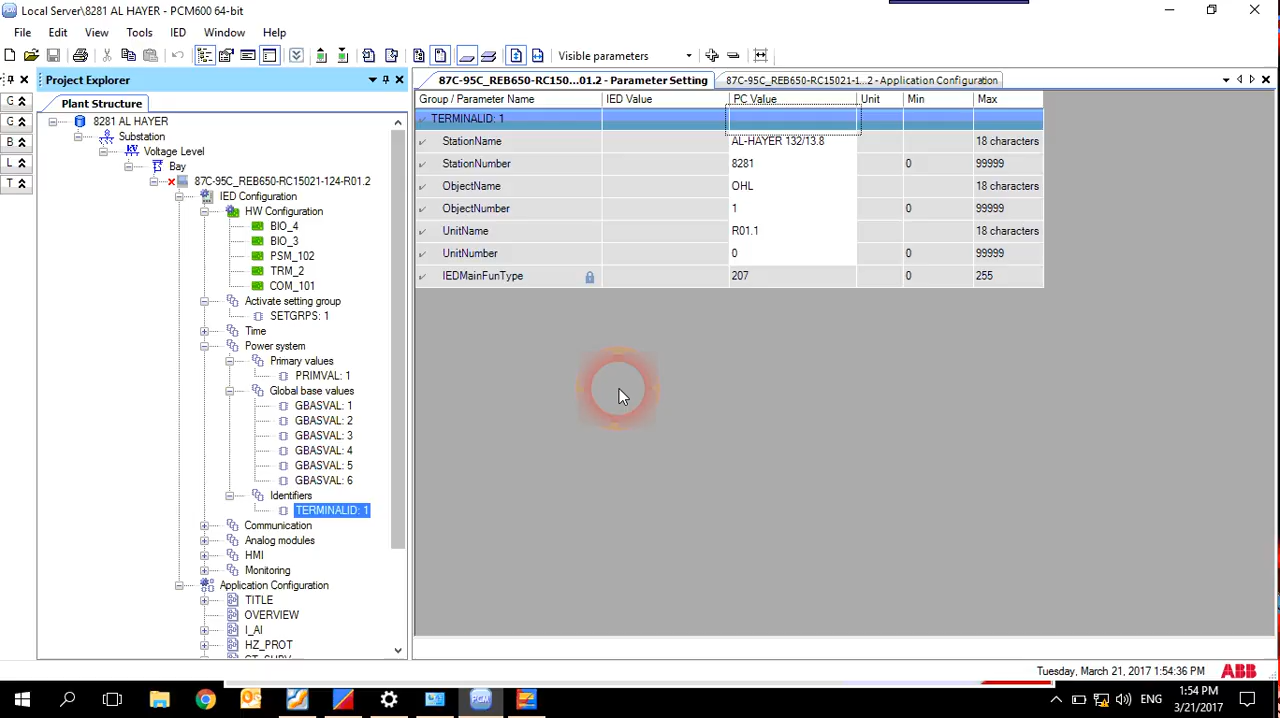 Local Server\8281 AL HAYER - PCM600 64-bit
File Edit View Tools IED Window Help
Visible parameters
Project Explorer
Plant Structure
G
G
B
L
T
8281 AL HAYER
Substation
Voltage Level
Bay
87C-95C_REB650-RC15021-124-R01.2
IED Configuration
HW Configuration
BIO_4
BIO_3
PSM_102
TRM_2
COM_101
Activate setting group
SETGRPS: 1
Time
Power system
Primary values
PRIMVAL: 1
Global base values
GBASVAL: 1
GBASVAL: 2
GBASVAL: 3
GBASVAL: 4
GBASVAL: 5
GBASVAL: 6
Identifiers
TERMINALID: 1
Communication
Analog modules
HMI
Monitoring
Application Configuration
TITLE
OVERVIEW
I_AI
HZ_PROT
87C-95C_REB650-RC150...01.2 - Parameter Setting
87C-95C_REB650-RC15021-1...2 - Application Configuration
Group / Parameter Name IED Value PC Value Unit Min Max
TERMINALID: 1
StationName AL-HAYER 132/13.8 18 characters
StationNumber 8281 0 99999
ObjectName OHL 18 characters
ObjectNumber 1 0 99999
UnitName R01.1 18 characters
UnitNumber 0 0 99999
IEDMainFunType 207 0 255
Tuesday, March 21, 2017 1:54:36 PM ABB
PCM
ENG
1:54 PM
3/21/2017